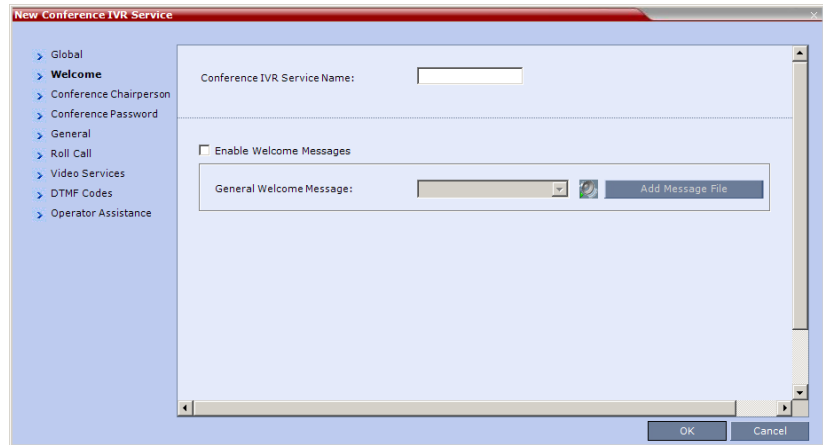 New Conference IVR Service
Global
Welcome
Conference Chairperson
Conference Password
General
Roll Call
Video Services
DTMF Codes
Operator Assistance
Conference IVR Service Name:
Enable Welcome Messages
General Welcome Message:
Add Message File
OK
Cancel